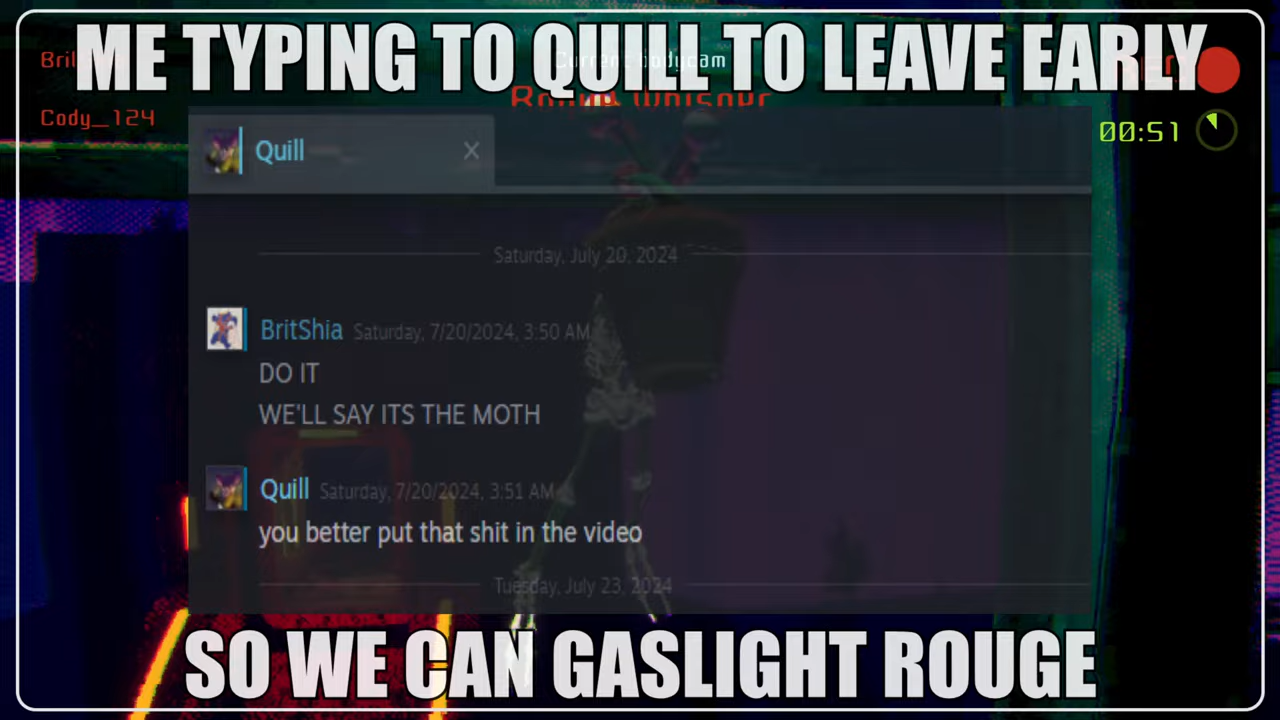 ME TYPING TO QUILL TO LEAVE EARLY
Cody_124
00:51
Quill
Saturday, July 20, 2024
BritShia Saturday, 7/20/2024, 3:50 AM
DO IT
WE'LL SAY ITS THE MOTH
Quill Saturday, 7/20/2024, 3:51 AM
you better put that shit in the video
Tuesday, July 23, 2024
SO WE CAN GASLIGHT ROUGE